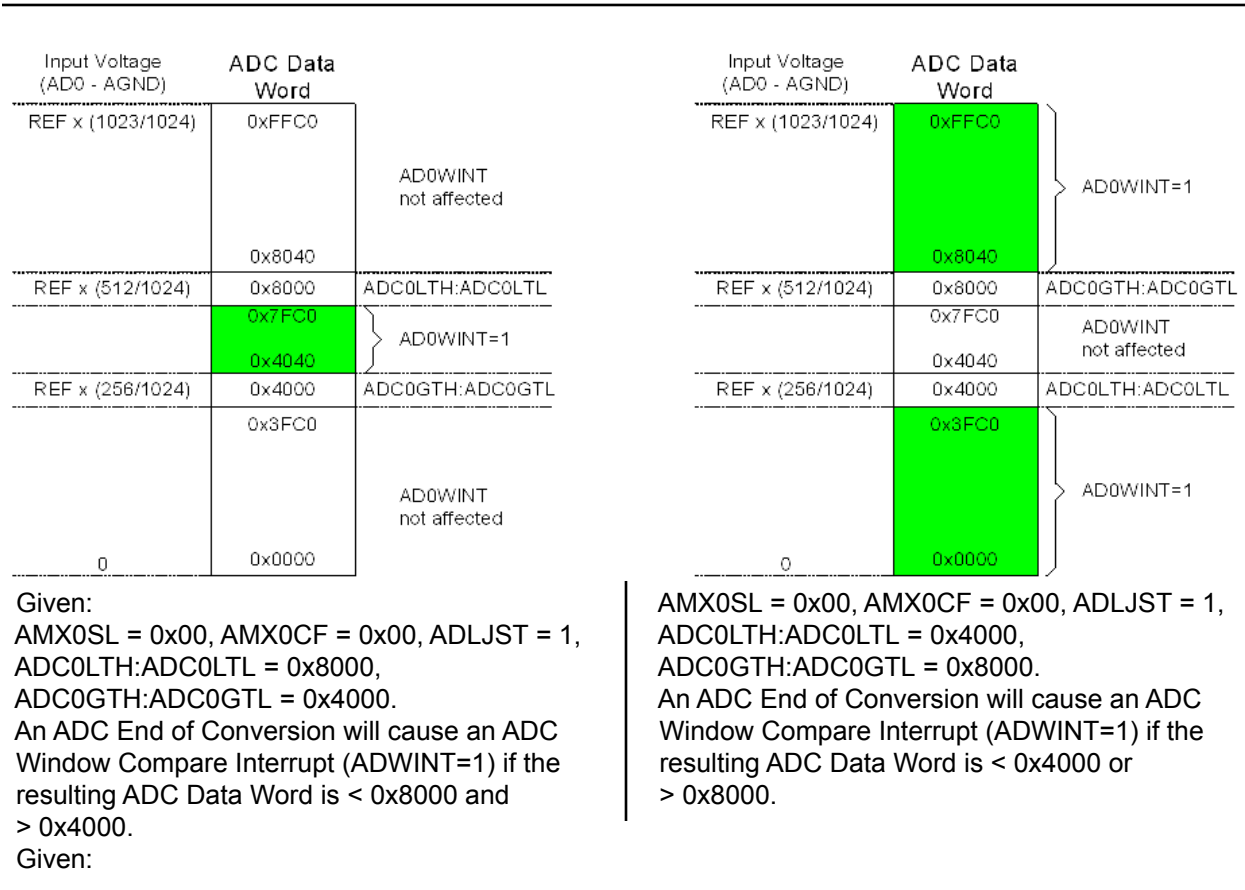 Input Voltage
(AD0 - AGND)
ADC Data
Word
REF x (1023/1024)
0xFFC0
AD0WINT
not affected
0x8040
REF x (512/1024)
0x8000
ADC0LTH:ADC0LTL
0x7FC0
AD0WINT=1
0x4040
REF x (256/1024)
0x4000
ADC0GTH:ADC0GTL
0x3FC0
AD0WINT
not affected
0
0x0000
Given:
AMX0SL = 0x00, AMX0CF = 0x00, ADLJST = 1,
ADC0LTH:ADC0LTL = 0x8000,
ADC0GTH:ADC0GTL = 0x4000.
An ADC End of Conversion will cause an ADC
Window Compare Interrupt (ADWINT=1) if the
resulting ADC Data Word is < 0x8000 and
> 0x4000.
Given:
Input Voltage
(AD0 - AGND)
ADC Data
Word
REF x (1023/1024)
0xFFC0
AD0WINT=1
0x8040
REF x (512/1024)
0x8000
ADC0GTH:ADC0GTL
0x7FC0
AD0WINT
not affected
0x4040
REF x (256/1024)
0x4000
ADC0LTH:ADC0LTL
0x3FC0
AD0WINT=1
0
0x0000
AMX0SL = 0x00, AMX0CF = 0x00, ADLJST = 1,
ADC0LTH:ADC0LTL = 0x4000,
ADC0GTH:ADC0GTL = 0x8000.
An ADC End of Conversion will cause an ADC
Window Compare Interrupt (ADWINT=1) if the
resulting ADC Data Word is < 0x4000 or
> 0x8000.